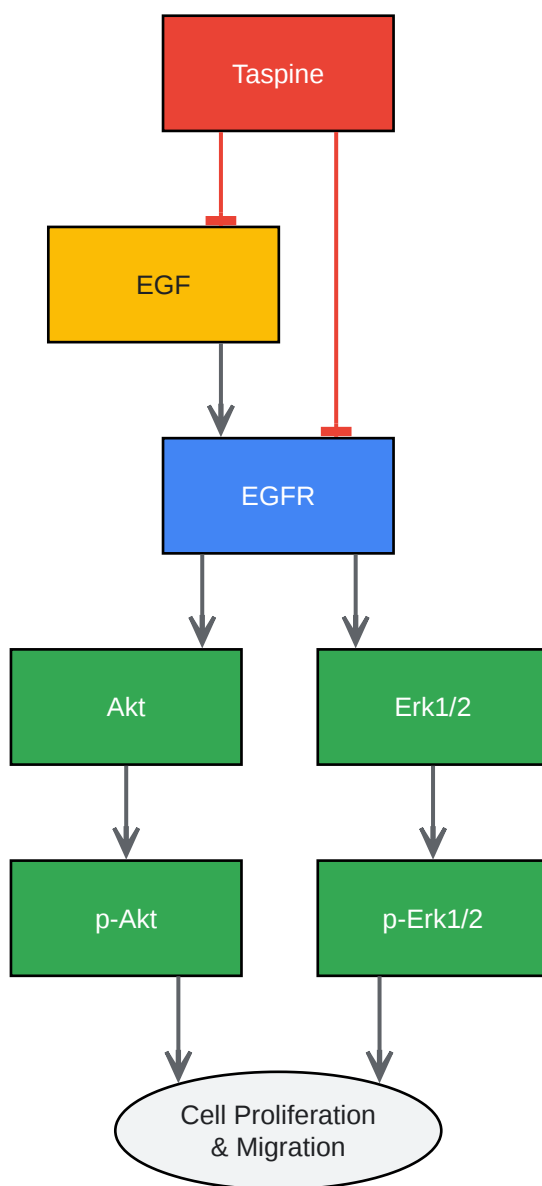 Taspine
EGF
EGFR
Akt
Erk1/2
p-Akt
p-Erk1/2
Cell Proliferation
& Migration